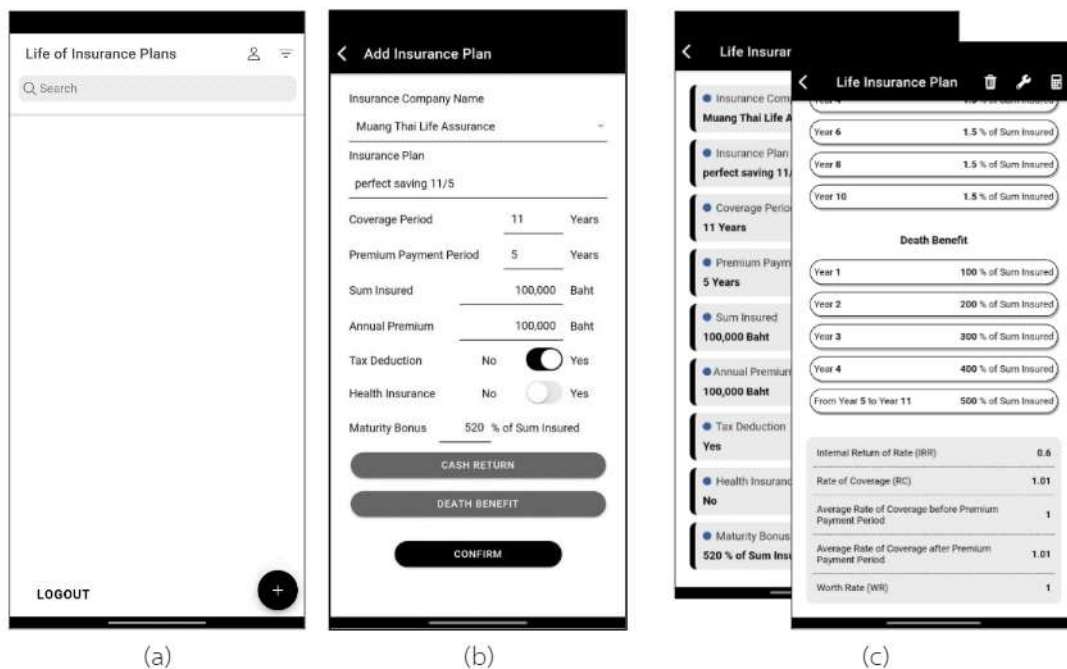 Life of Insurance Plans
Search
LOGOUT
+
(a)
Add Insurance Plan
Insurance Company Name
Muang Thai Life Assurance
Insurance Plan
perfect saving 11/5
Coverage Period 11 Years
Premium Payment Period 5 Years
Sum Insured 100,000 Baht
Annual Premium 100,000 Baht
Tax Deduction No Yes
Health Insurance No Yes
Maturity Bonus 520 % of Sum Insured
CASH RETURN
DEATH BENEFIT
CONFIRM
(b)
Life Insurar
Insurance Com
Muang Thai Life A
Insurance Plan
perfect saving 11/
Coverage Perio
11 Years
Premium Paym
5 Years
Sum Insured
100,000 Baht
Annual Premium
100,000 Baht
Tax Deduction
Yes
Health Insuranc
No
Maturity Bonus
520 % of Sum Insu
Life Insurance Plan
Year 6 1.5 % of Sum Insured
Year 8 1.5 % of Sum Insured
Year 10 1.5 % of Sum Insured
Death Benefit
Year 1 100 % of Sum Insured
Year 2 200 % of Sum Insured
Year 3 300 % of Sum Insured
Year 4 400 % of Sum Insured
From Year 5 to Year 11 500 % of Sum Insured
Internal Return of Rate (IRR) 0.6
Rate of Coverage (RC) 1.01
Average Rate of Coverage before Premium
Payment Period 1
Average Rate of Coverage after Premium
Payment Period 1.01
Worth Rate (WR) 1
(c)